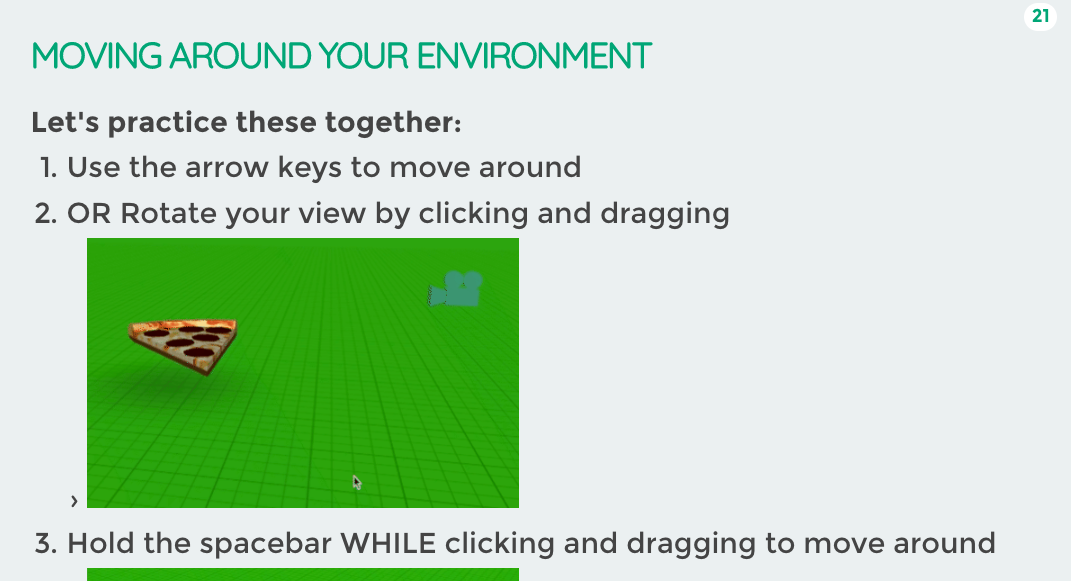 21
MOVING AROUND YOUR ENVIRONMENT
Let's practice these together:
1. Use the arrow keys to move around
2. OR Rotate your view by clicking and dragging
›
3. Hold the spacebar WHILE clicking and dragging to move around